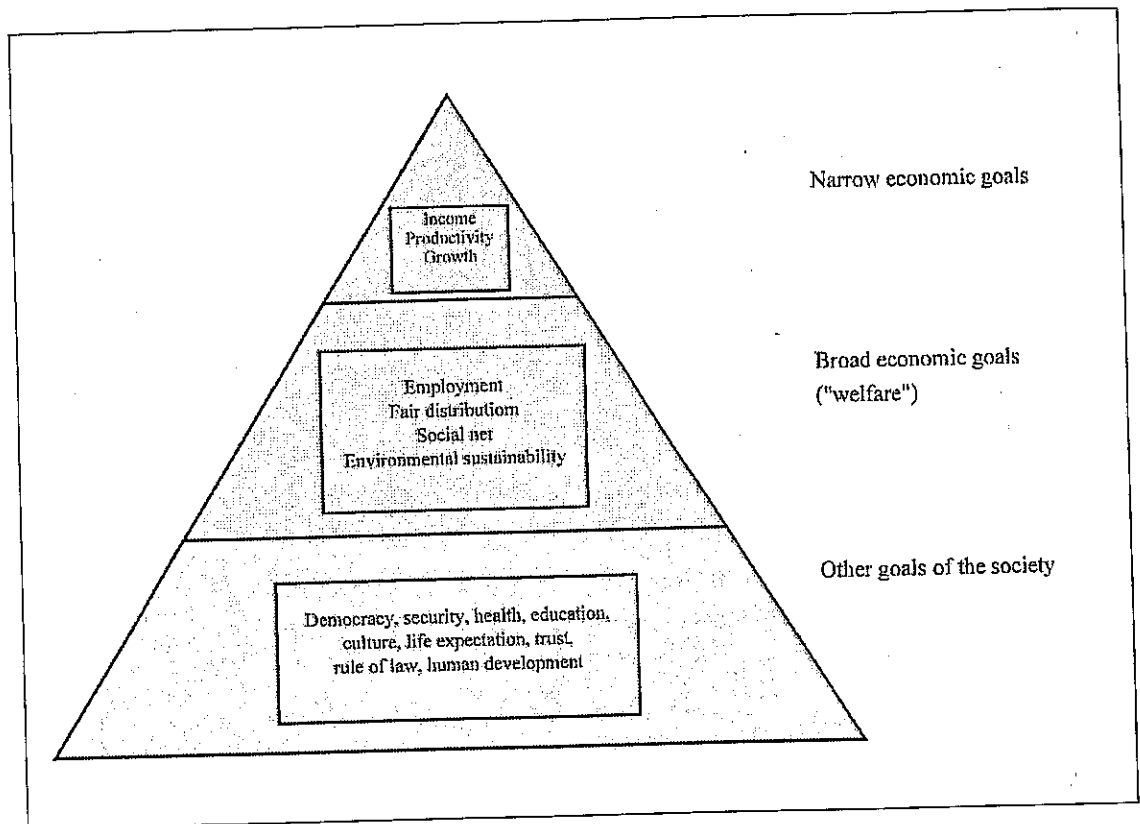 Narrow economic goals
Income
Productivity
Growth
Broad economic goals
("welfare")
Employment
Fair distributiom
Social net
Environmental sustainability
Other goals of the society
Democracy, security, health, education,
culture, life expectation, trust,
rule of law, human development